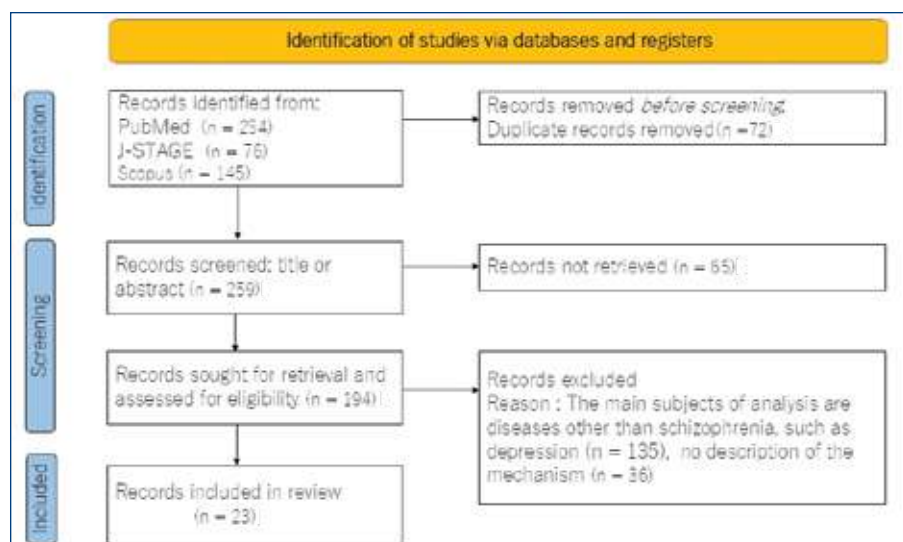 Identification of studies via databases and registers
Identification
Records identified from:
PubMed (n =
J-STAGE (n = 76)
Scopus (n = 145)
Records removed before screening:
Duplicate records removed (n =72)
Screening
Records screened: title or
abstract (n = 259)
Records not retrieved (n = 65)
Records sought for retrieval and
assessed for eligibility (n = 194)
Records excluded
Reason : The main subjects of analysis are
diseases other than schizophrenia, such as
depression (n = 135), no description of the
mechanism (n = 36)
Included
Records included in review
(n = 23)